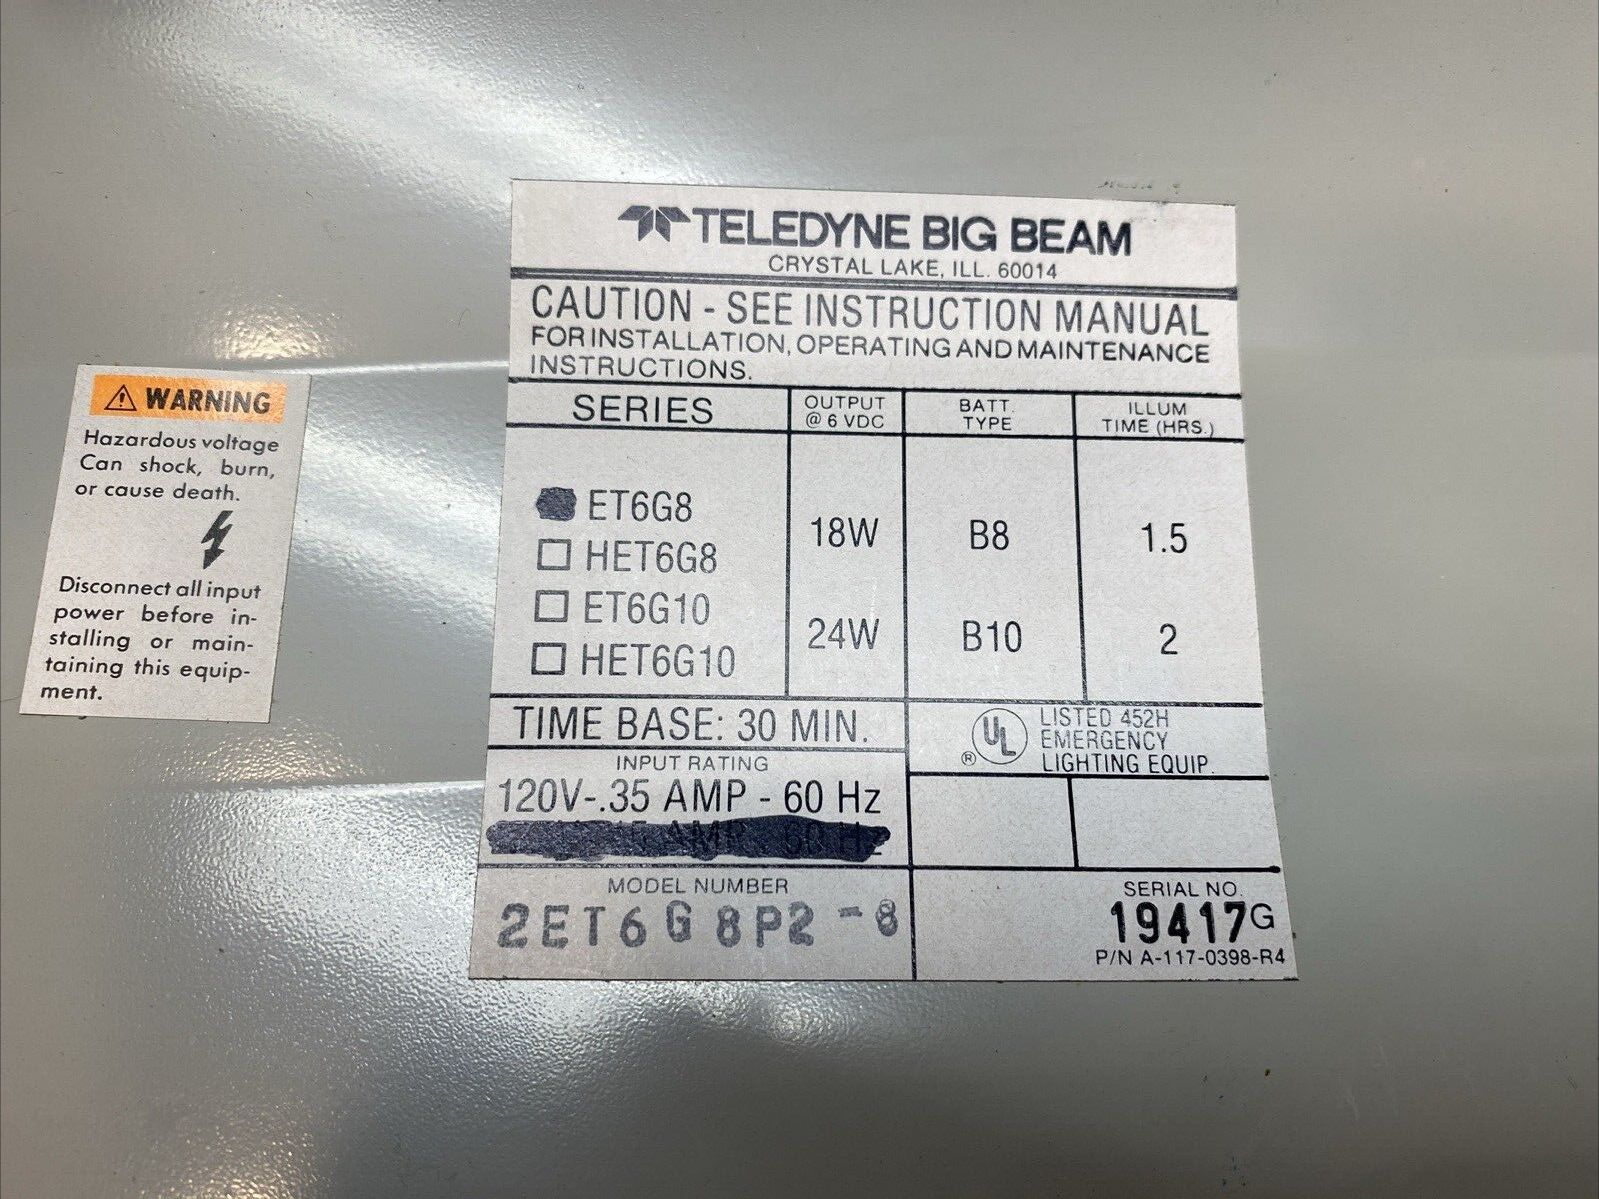 TELEDYNE BIG BEAM
CRYSTAL LAKE, ILL. 60014
CAUTION - SEE INSTRUCTION MANUAL
FOR INSTALLATION, OPERATING AND MAINTENANCE
INSTRUCTIONS.
SERIES
OUTPUT
@ 6 VDC
BATT.
TYPE
ILLUM
TIME (HRS.)
ET6G8
HET6G8
18W
B8
1.5
ET6G10
HET6G10
24W
B10
2
TIME BASE: 30 MIN.
UL
®
LISTED 452H
EMERGENCY
LIGHTING EQUIP.
INPUT RATING
120V-.35 AMP - 60 Hz
AMP 60 Hz
MODEL NUMBER
2ET6G8P2-8
SERIAL NO.
19417G
P/N A-117-0398-R4
WARNING
Hazardous voltage
Can shock, burn,
or cause death.
Disconnect all input
power before in-
stalling or main-
taining this equip-
ment.